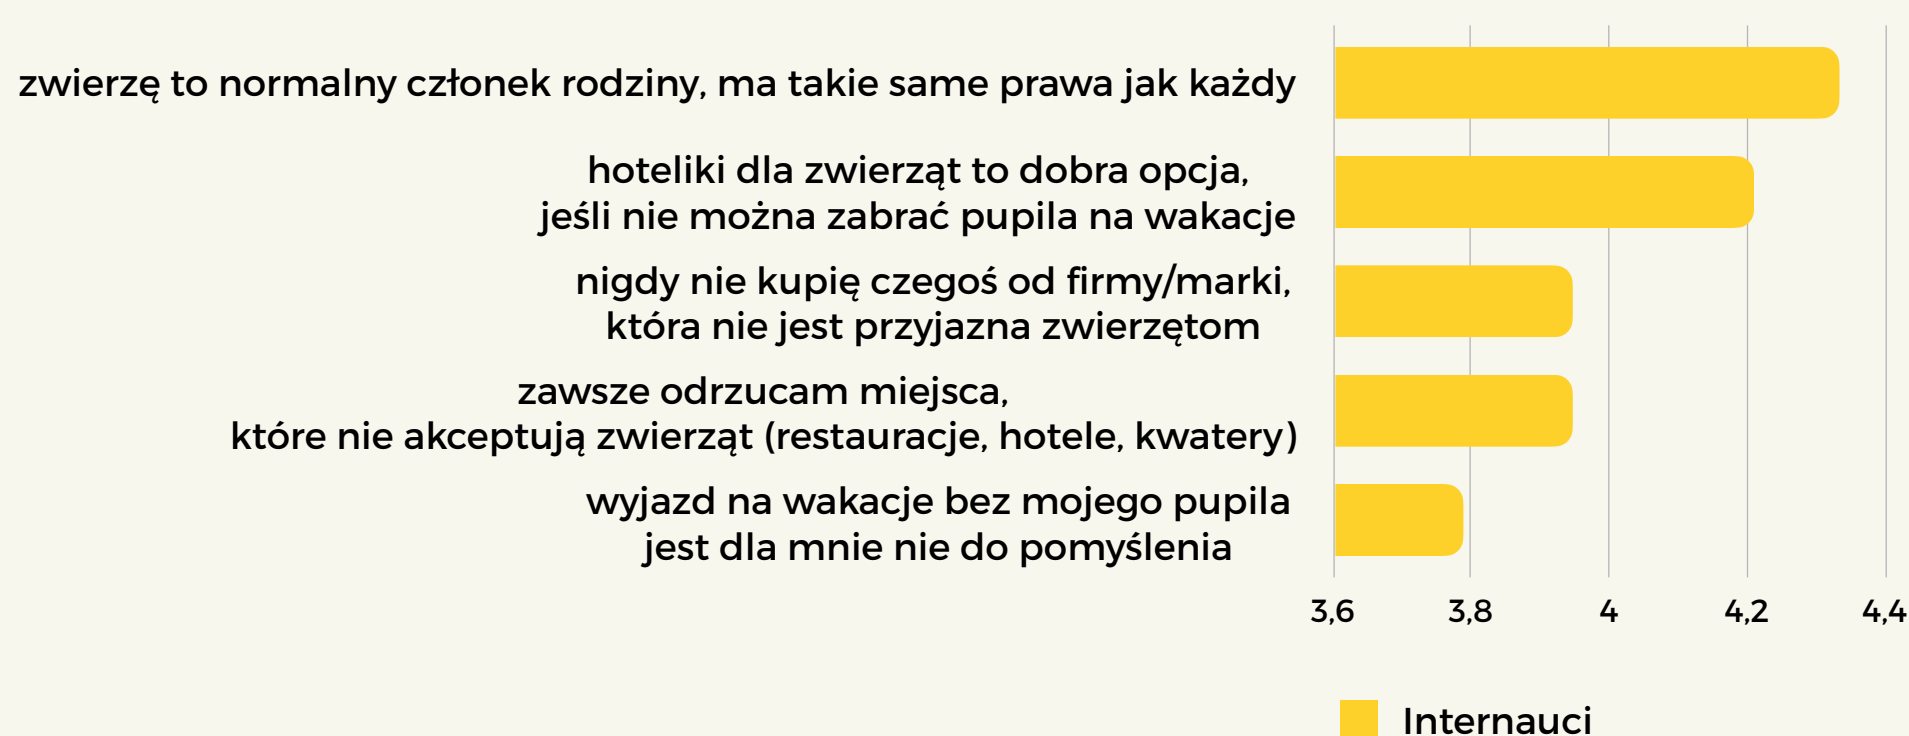 zwierzę to normalny członek rodziny, ma takie same prawa jak każdy
hoteliki dla zwierząt to dobra opcja,
jeśli nie można zabrać pupila na wakacje
nigdy nie kupię czegoś od firmy/marki,
która nie jest przyjazna zwierzętom
zawsze odrzucam miejsca,
które nie akceptują zwierząt (restauracje, hotele, kwatery)
wyjazd na wakacje bez mojego pupila
jest dla mnie nie do pomyślenia
3,6 3,8 4 4,2 4,4
Internauci